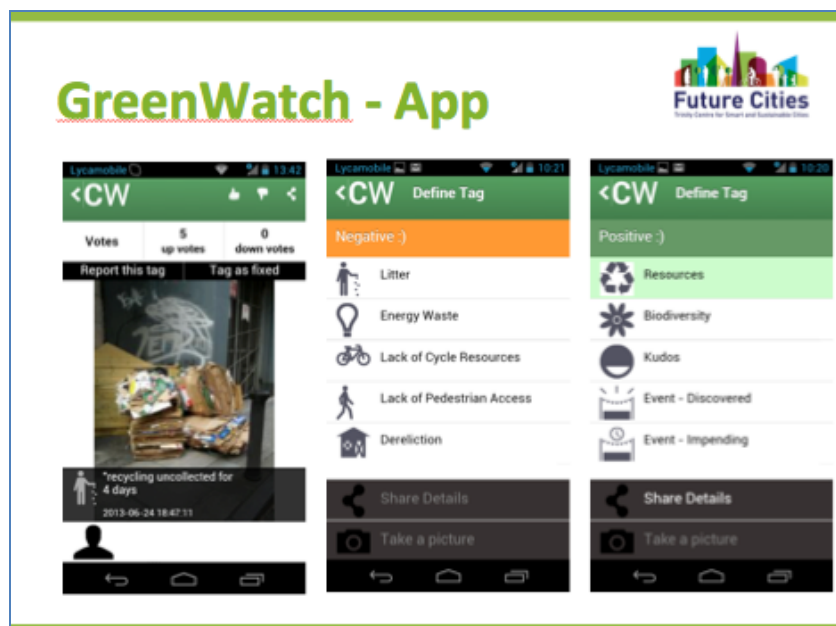 GreenWatch - App
Future Cities
Trinity Centre for Smart and Sustainable Cities
Lycamobile 13:42
<CW
Votes
5
up votes
0
down votes
Report this tag
Tag as fixed
"recycling uncollected for
4 days
2013-06-24 18:47:11
Lycamobile 10:21
<CW Define Tag
Negative :)
Litter
Energy Waste
Lack of Cycle Resources
Lack of Pedestrian Access
Dereliction
Share Details
Take a picture
Lycamobile 10:20
<CW Define Tag
Positive :)
Resources
Biodiversity
Kudos
Event - Discovered
Event - Impending
Share Details
Take a picture